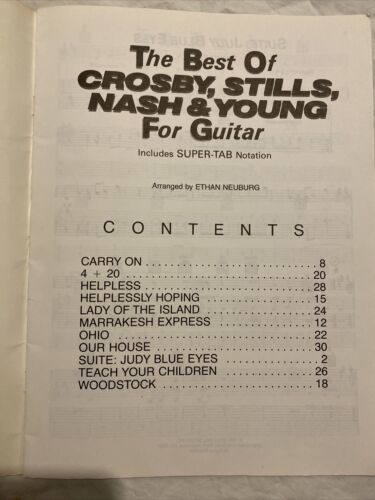 The Best Of
CROSBY, STILLS,
NASH & YOUNG
For Guitar
Includes SUPER-TAB Notation
Arranged by ETHAN NEUBURG
CONTENTS
CARRY ON . . . . . . . . . . . . . . . . . . . . . . . . . . 8
4 + 20 . . . . . . . . . . . . . . . . . . . . . . . . . . . . 20
HELPLESS . . . . . . . . . . . . . . . . . . . . . . . . . . 28
HELPLESSLY HOPING . . . . . . . . . . . . . . . . 15
LADY OF THE ISLAND . . . . . . . . . . . . . . . . . 24
MARRAKESH EXPRESS . . . . . . . . . . . . . . . 12
OHIO . . . . . . . . . . . . . . . . . . . . . . . . . . . . . 22
OUR HOUSE . . . . . . . . . . . . . . . . . . . . . . . . 30
SUITE: JUDY BLUE EYES . . . . . . . . . . . . . . 2
TEACH YOUR CHILDREN . . . . . . . . . . . . . . 26
WOODSTOCK . . . . . . . . . . . . . . . . . . . . . . . 18